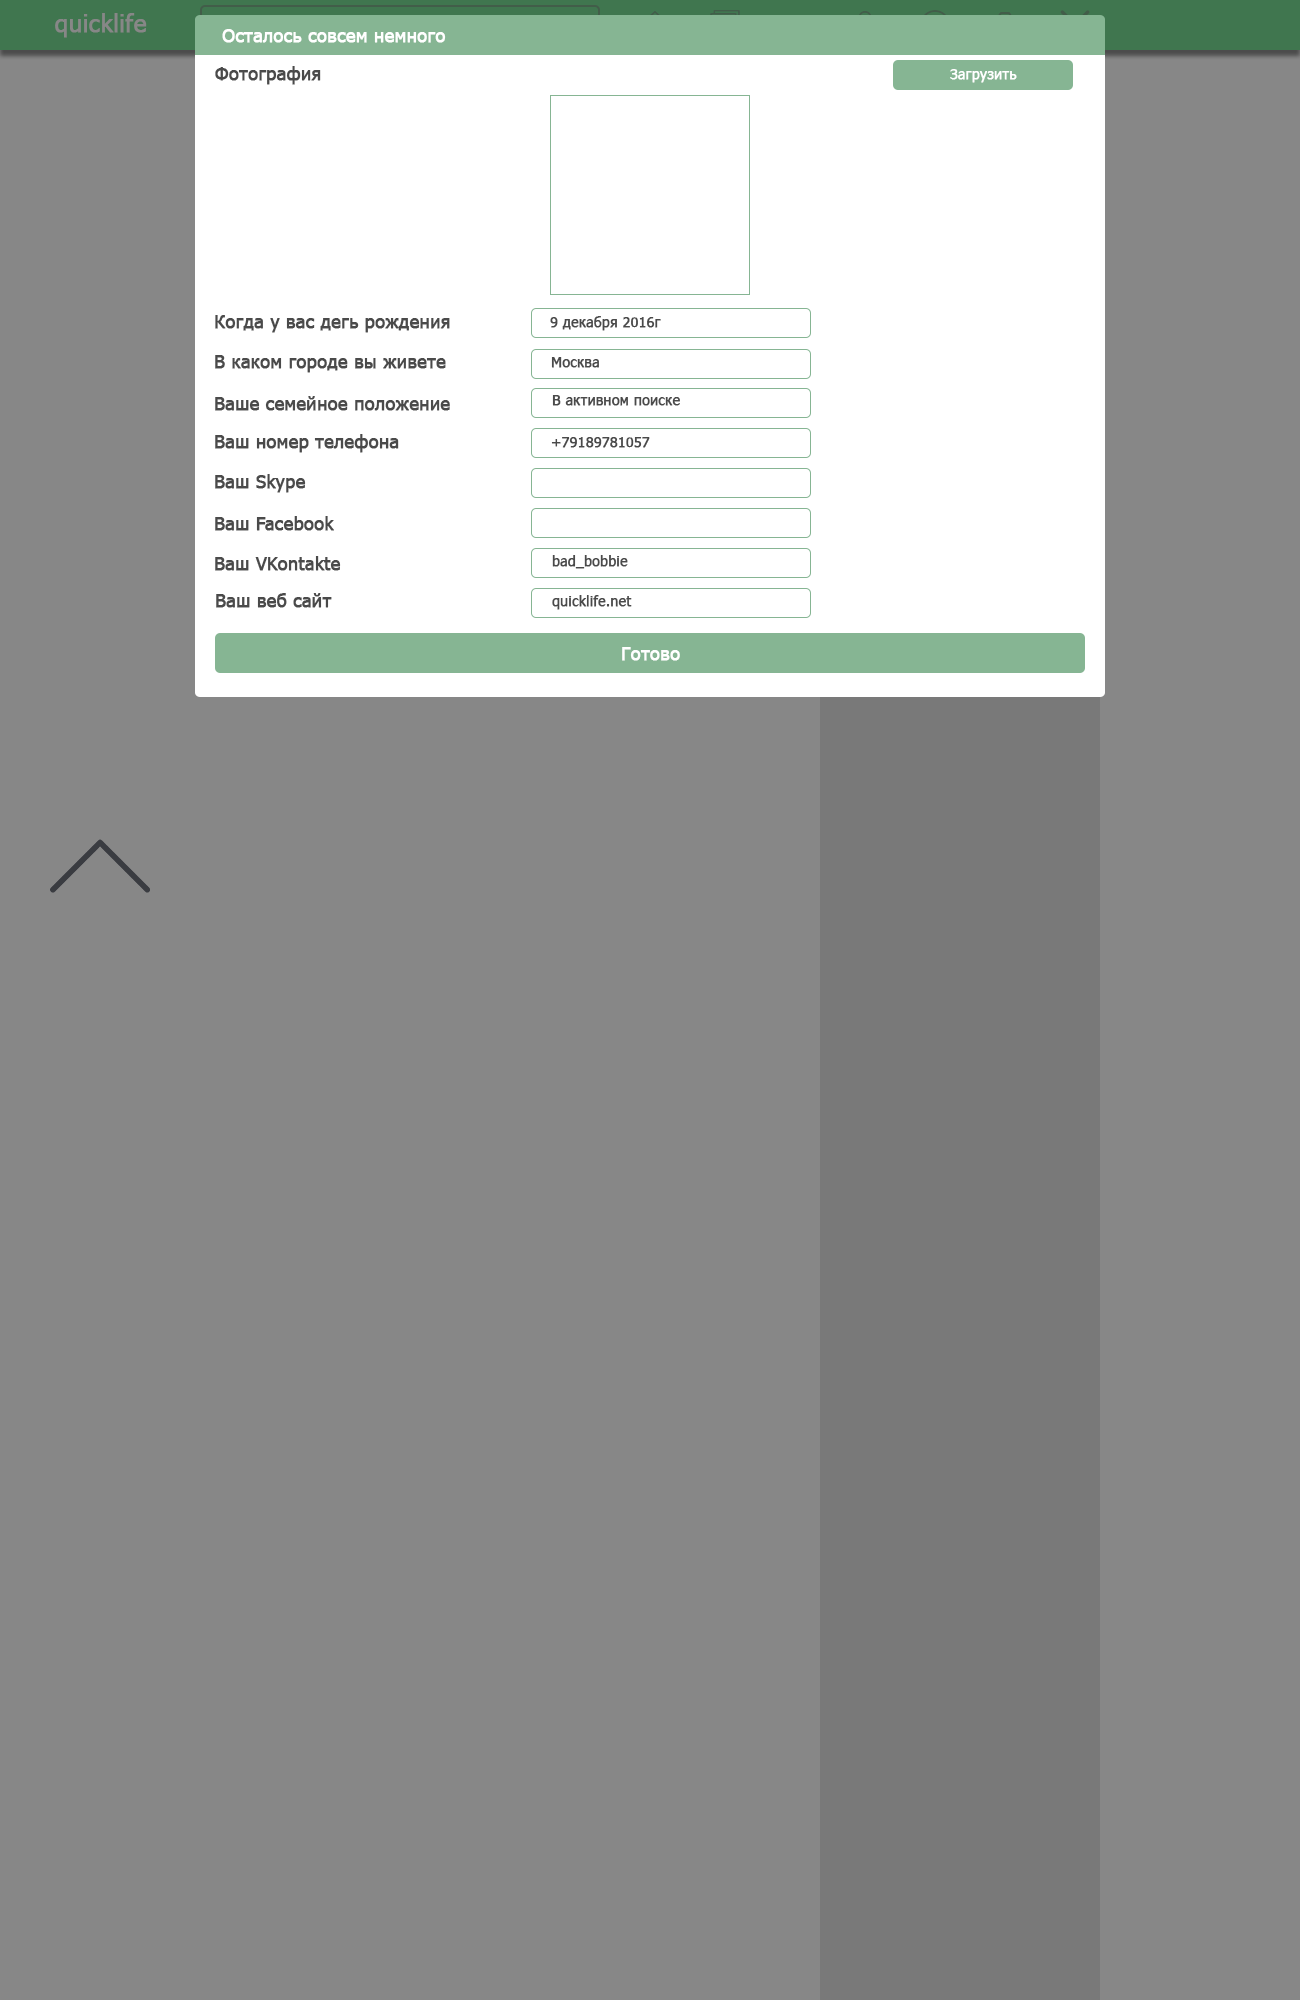 quicklife
Осталось совсем немного
Фотография
Загрузить
Когда у вас дегь рождения
9 декабря 2016г
В каком городе вы живете
Москва
Ваше семейное положение
В активном поиске
Ваш номер телефона
+79189781057
Ваш Skype
Ваш Facebook
Ваш VKontakte
bad_bobbie
Ваш веб сайт
quicklife.net
Готово